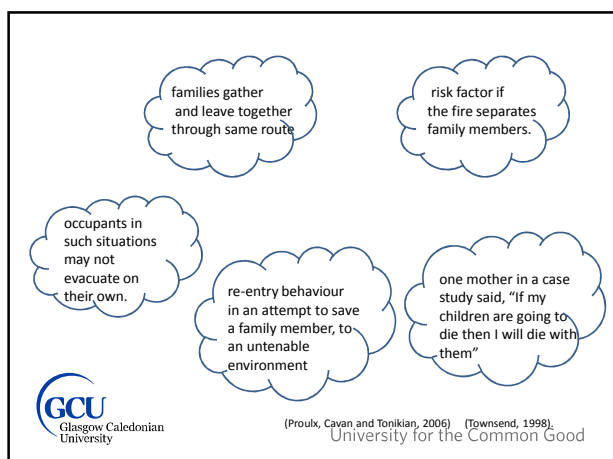 families gather
and leave together
through same route
risk factor if
the fire separates
family members.
occupants in
such situations
may not
evacuate on
their own.
re-entry behaviour
in an attempt to save
a family member, to
an untenable
environment
one mother in a case
study said, “If my
children are going to
die then I will die with
them”
GCU
Glasgow Caledonian
University
(Proulx, Cavan and Tonikian, 2006) (Townsend, 1998).
University for the Common Good